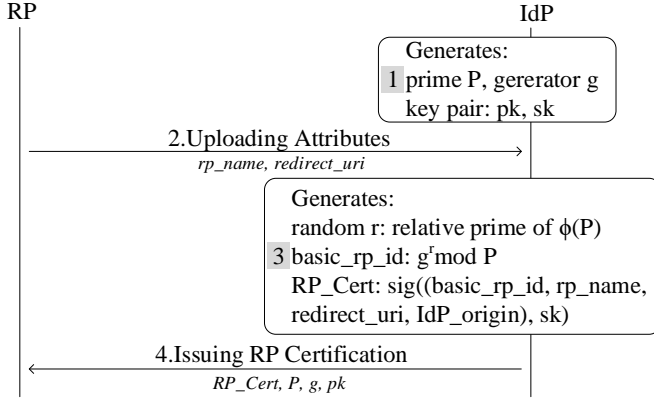 RP
IdP
Generates:
1 prime P, gererator g
key pair: pk, sk
2.Uploading Attributes
rp_name, redirect_uri
Generates:
random r: relative prime of ϕ(P)
3 basic_rp_id: gʳmod P
RP_Cert: sig((basic_rp_id, rp_name,
redirect_uri, IdP_origin), sk)
4.Issuing RP Certification
RP_Cert, P, g, pk